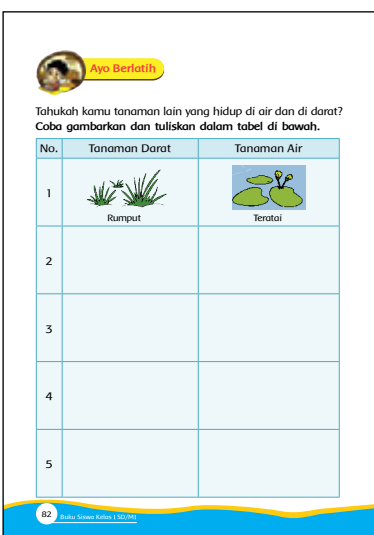 Ayo Berlatih
Tahukah kamu tanaman lain yang hidup di air dan di darat?
Coba gambarkan dan tuliskan dalam tabel di bawah.
No. Tanaman Darat Tanaman Air
1
Rumput Teratai
2
3
4
5
82 Buku Siswa Kelas I SD/MI